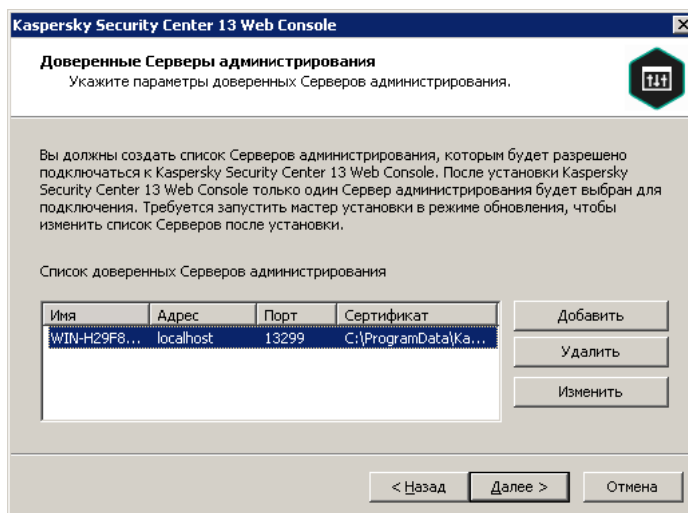 Kaspersky Security Center 13 Web Console
Доверенные Серверы администрирования
Укажите параметры доверенных Серверов администрирования.
Вы должны создать список Серверов администрирования, которым будет разрешено
подключаться к Kaspersky Security Center 13 Web Console. После установки Kaspersky
Security Center 13 Web Console только один Сервер администрирования будет выбран для
подключения. Требуется запустить мастер установки в режиме обновления, чтобы
изменить список Серверов после установки.
Список доверенных Серверов администрирования
Имя Адрес Порт Сертификат
WIN-H29F8... localhost 13299 C:\ProgramData\Ka...
Добавить
Удалить
Изменить
< Назад Далее > Отмена